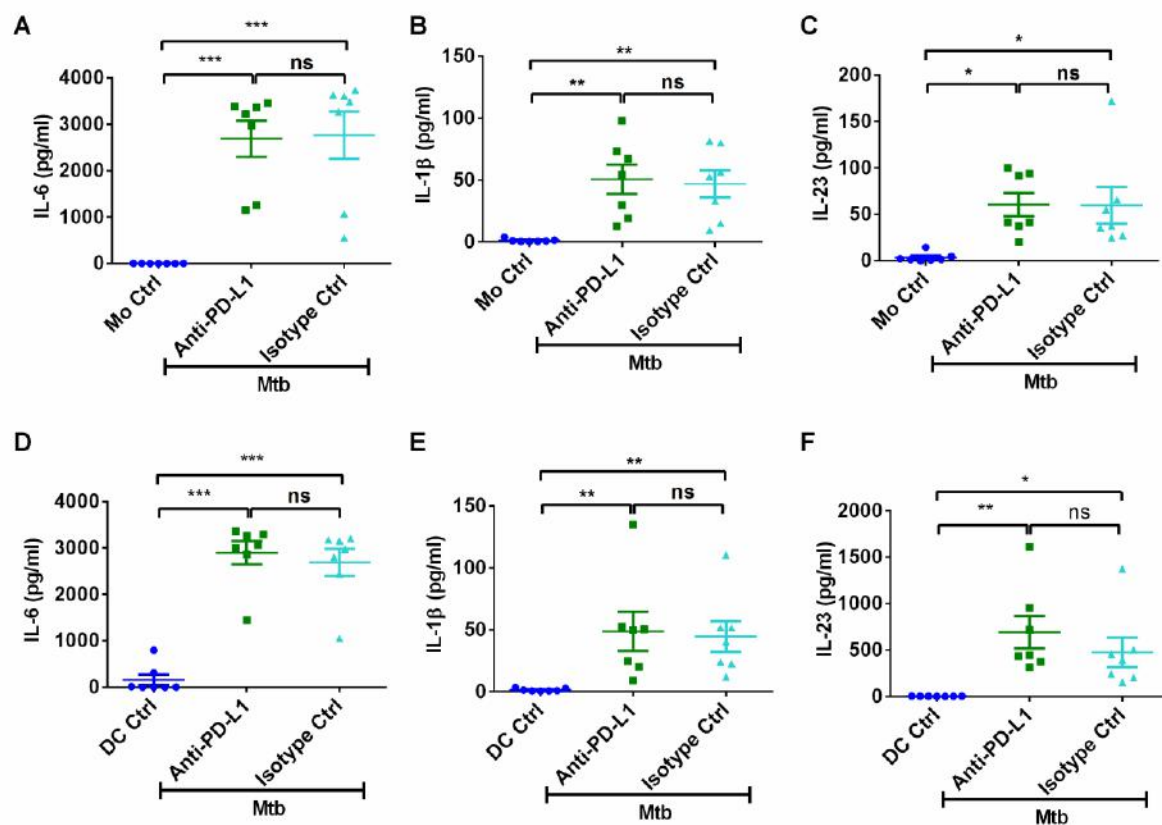 A
***
***
ns
IL-6 (pg/ml)
4000
3000
2000
1000
0
Mo Ctrl
Anti-PD-L1
Isotype Ctrl
Mtb
B
**
**
ns
IL-1β (pg/ml)
150
100
50
0
Mo Ctrl
Anti-PD-L1
Isotype Ctrl
Mtb
C
*
*
ns
IL-23 (pg/ml)
200
150
100
50
0
Mo Ctrl
Anti-PD-L1
Isotype Ctrl
Mtb
D
***
***
ns
IL-6 (pg/ml)
4000
3000
2000
1000
0
DC Ctrl
Anti-PD-L1
Isotype Ctrl
Mtb
E
**
**
ns
IL-1β (pg/ml)
150
100
50
0
DC Ctrl
Anti-PD-L1
Isotype Ctrl
Mtb
F
*
**
ns
IL-23 (pg/ml)
2000
1500
1000
500
0
DC Ctrl
Anti-PD-L1
Isotype Ctrl
Mtb